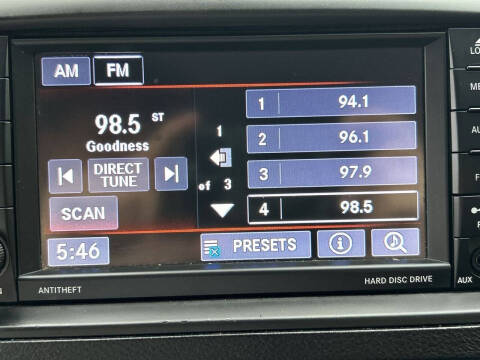 AM FM
98.5 ST
Goodness
DIRECT
TUNE
SCAN
5:46
1
of 3
1 94.1
2 96.1
3 97.9
4 98.5
PRESETS
ANTITHEFT
HARD DISC DRIVE
AUX